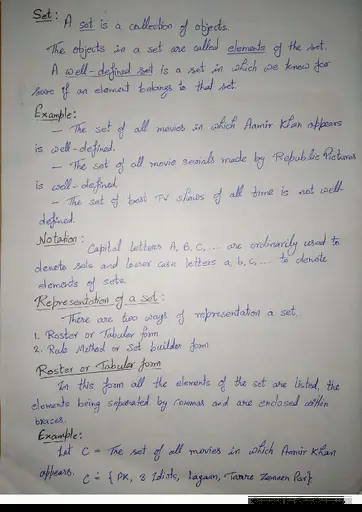 Set:
A set is a collection of objects.
The objects in a set are called elements of the set.
A well-defined set is a set in which we know for
sure if an element belongs to that set.
Example:
— The set of all movies in which Aamir Khan appears
is well-defined.
— The set of all movie serials made by Republic Pictures
is well-defined.
— The set of best TV shows of all time is not well
defined.
Notation:
Capital letters A, B, C, .... are ordinarily used to
denote sets and lower case letters a, b, c, .... to denote
elements of sets.
Representation of a set:
There are two ways of representation a set.
1. Roster or Tabular form
2. Rule Method or Set builder form
Roster or Tabular form
In this form all the elements of the set are listed, the
elements being separated by commas and are enclosed within
braces.
Example:
Let C = The set of all movies in which Amir Khan
appears.
C = { PK, 3 Idiots, Lagaan, Taare Zameen Par}